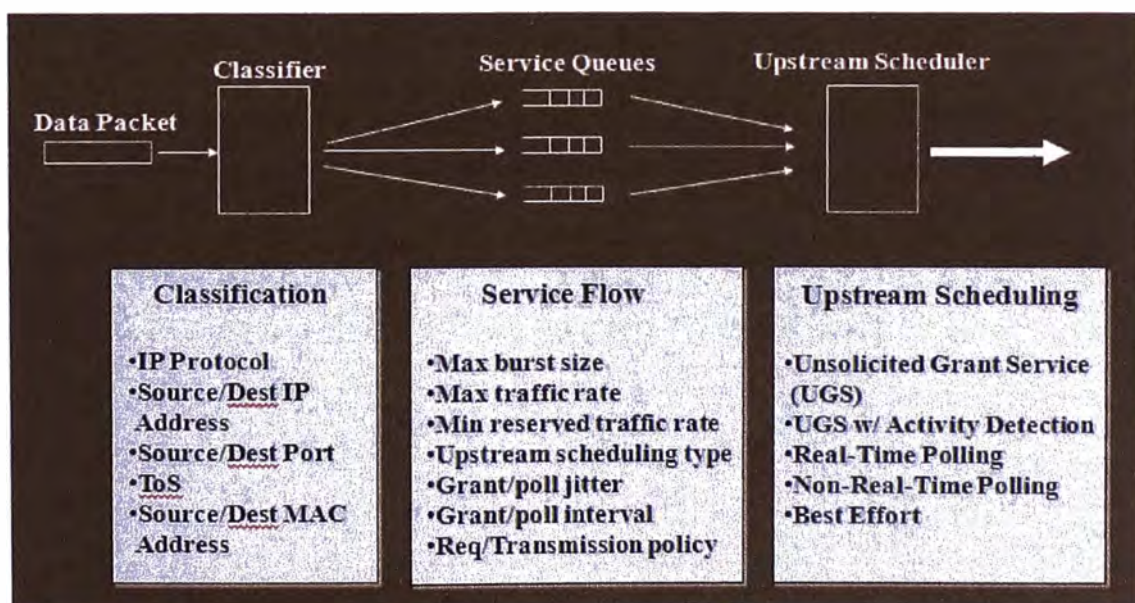 Classifier
Service Queues
Upstream Scheduler
Data Packet
Classification
•IP Protocol
•Source/Dest IP
Address
•Source/Dest Port
•ToS
•Source/Dest MAC
Address
Service Flow
•Max burst size
•Max traffic rate
•Min reserved traffic rate
•Upstream scheduling type
•Grant/poll jitter
•Grant/poll interval
•Req/Transmission policy
Upstream Scheduling
•Unsolicited Grant Service
(UGS)
•UGS w/ Activity Detection
•Real-Time Polling
•Non-Real-Time Polling
•Best Effort